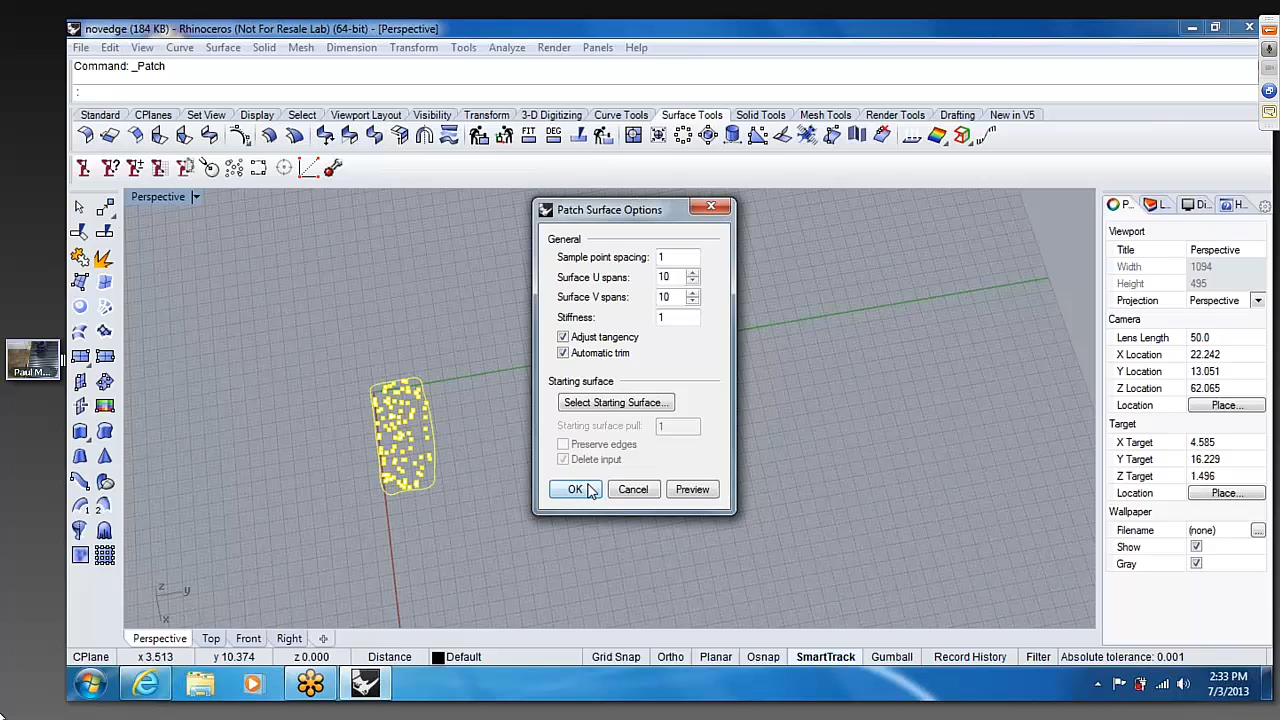 novedge (184 KB) - Rhinoceros (Not For Resale Lab) (64-bit) - [Perspective]
File Edit View Curve Surface Solid Mesh Dimension Transform Tools Analyze Render Panels Help
Command: _Patch
:
Standard CPlanes Set View Display Select Viewport Layout Visibility Transform 3-D Digitizing Curve Tools Surface Tools Solid Tools Mesh Tools Render Tools Drafting New in V5
FIT DEG
Perspective
Patch Surface Options
General
Sample point spacing: 1
Surface U spans: 10
Surface V spans: 10
Stiffness: 1
Adjust tangency
Automatic trim
Starting surface
Select Starting Surface...
Starting surface pull: 1
Preserve edges
Delete input
OK Cancel Preview
Paul M...
P... L... Di... H...
Viewport
Title Perspective
Width 1094
Height 495
Projection Perspective
Camera
Lens Length 50.0
X Location 22.242
Y Location 13.051
Z Location 62.065
Location Place...
Target
X Target 4.585
Y Target 16.229
Z Target 1.496
Location Place...
Wallpaper
Filename (none) ...
Show
Gray
z
y
x
Perspective Top Front Right
CPlane x 3.513 y 10.374 z 0.000 Distance Default Grid Snap Ortho Planar Osnap SmartTrack Gumball Record History Filter Absolute tolerance: 0.001
2:33 PM
7/3/2013